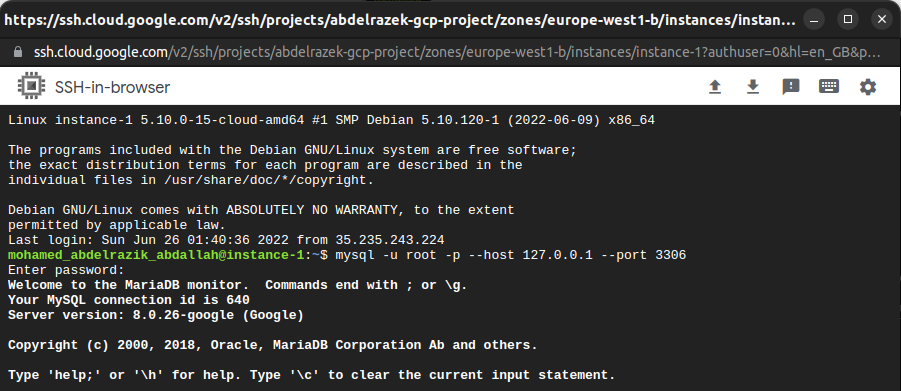 https://ssh.cloud.google.com/v2/ssh/projects/abdelrazek-gcp-project/zones/europe-west1-b/instances/instan...
ssh.cloud.google.com/v2/ssh/projects/abdelrazek-gcp-project/zones/europe-west1-b/instances/instance-1?authuser=0&hl=en_GB&p...
SSH-in-browser
Linux instance-1 5.10.0-15-cloud-amd64 #1 SMP Debian 5.10.120-1 (2022-06-09) x86_64
The programs included with the Debian GNU/Linux system are free software;
the exact distribution terms for each program are described in the
individual files in /usr/share/doc/*/copyright.
Debian GNU/Linux comes with ABSOLUTELY NO WARRANTY, to the extent
permitted by applicable law.
Last login: Sun Jun 26 01:40:36 2022 from 35.235.243.224
mohamed_abdelrazik_abdallah@instance-1:~$ mysql -u root -p --host 127.0.0.1 --port 3306
Enter password:
Welcome to the MariaDB monitor.  Commands end with ; or \g.
Your MySQL connection id is 640
Server version: 8.0.26-google (Google)
Copyright (c) 2000, 2018, Oracle, MariaDB Corporation Ab and others.
Type 'help;' or '\h' for help. Type '\c' to clear the current input statement.